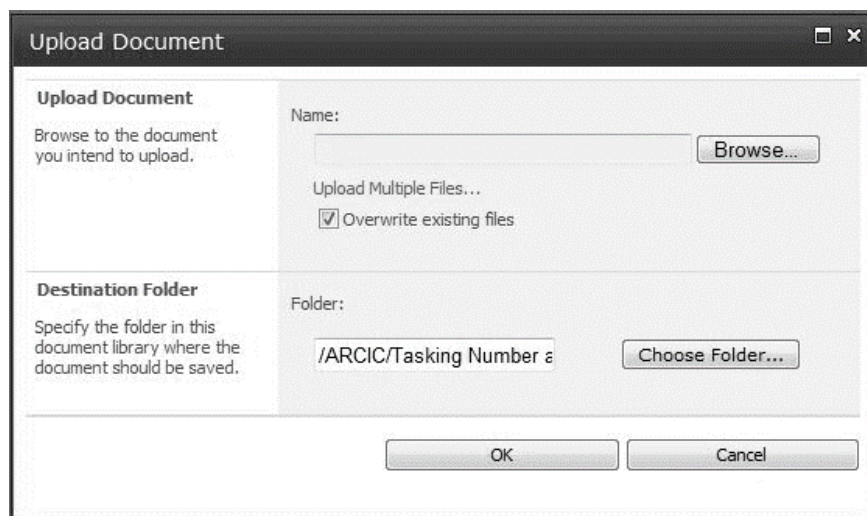 Upload Document
Upload Document
Browse to the document
you intend to upload.
Name:
Browse...
Upload Multiple Files...
Overwrite existing files
Destination Folder
Specify the folder in this
document library where the
document should be saved.
Folder:
/ARCIC/Tasking Number a
Choose Folder...
OK
Cancel